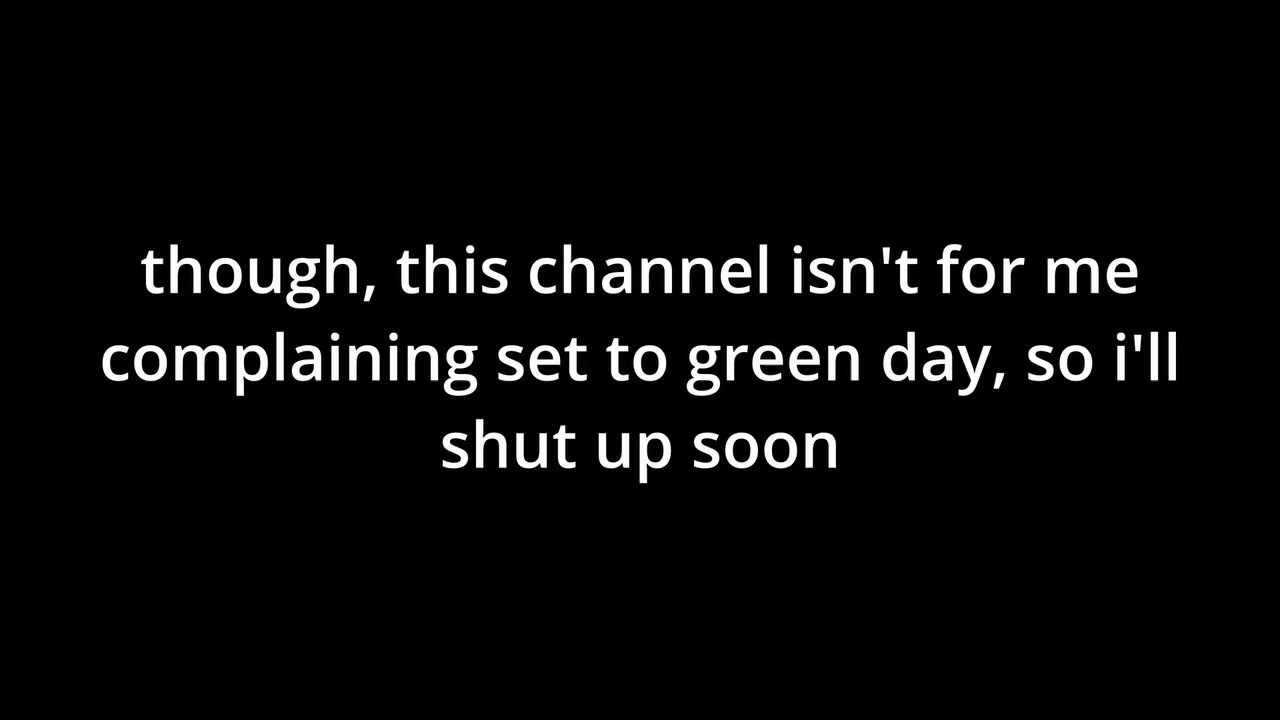 though, this channel isn't for me
complaining set to green day, so i'll
shut up soon